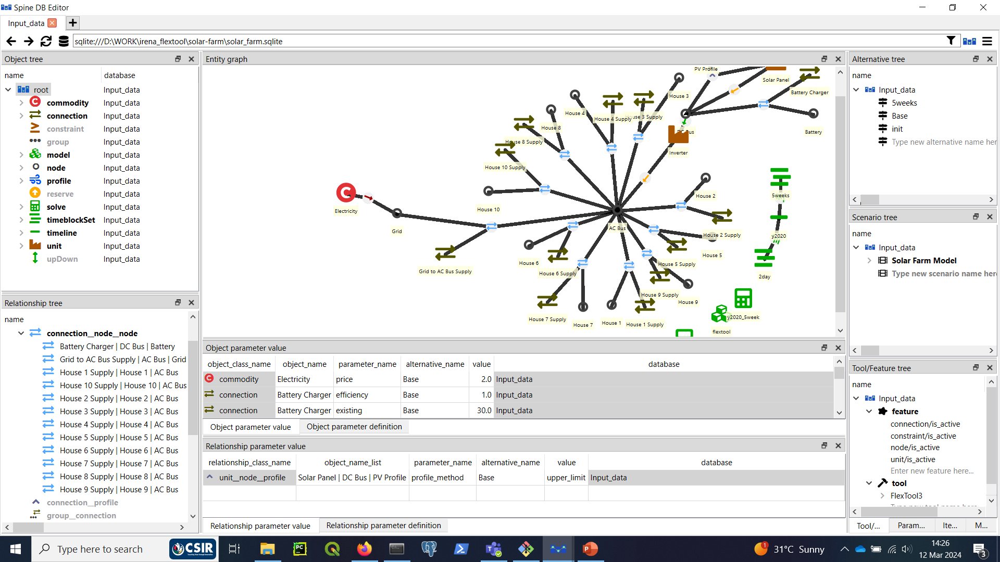 Spine DB Editor
Input_data
sqlite:///D:\WORK\irena_flextool\solar-farm\solar_farm.sqlite
Object tree
name database
root Input_data
commodity Input_data
connection Input_data
constraint Input_data
group Input_data
model Input_data
node Input_data
profile Input_data
reserve Input_data
solve Input_data
timeblockSet Input_data
timeline Input_data
unit Input_data
upDown Input_data
Relationship tree
name
connection__node__node
Battery Charger | DC Bus | Battery
Grid to AC Bus Supply | AC Bus | Grid
House 1 Supply | House 1 | AC Bus
House 10 Supply | House 10 | AC Bus
House 2 Supply | House 2 | AC Bus
House 3 Supply | House 3 | AC Bus
House 4 Supply | House 4 | AC Bus
House 5 Supply | House 5 | AC Bus
House 6 Supply | House 6 | AC Bus
House 7 Supply | House 7 | AC Bus
House 8 Supply | House 8 | AC Bus
House 9 Supply | House 9 | AC Bus
connection__profile
group__connection
Entity graph
PV Profile
Solar Panel
Battery Charger
House 3
House 4
House 4 Supply
House 3 Supply
House 8
DC Bus
Battery
House 8 Supply
Inverter
House 10 Supply
House 2
5weeks
Electricity
House 10
Grid
AC Bus
House 2 Supply
y2020
House 5
House 6
House 5 Supply
Grid to AC Bus Supply
House 6 Supply
2day
House 9 Supply
House 9
House 7 Supply
House 7
House 1
House 1 Supply
y2020_5week
flextool
Object parameter value
object_class_name object_name parameter_name alternative_name value database
commodity Electricity price Base 2.0 Input_data
connection Battery Charger efficiency Base 1.0 Input_data
connection Battery Charger existing Base 30.0 Input_data
Object parameter value Object parameter definition
Relationship parameter value
relationship_class_name object_name_list parameter_name alternative_name value database
unit__node__profile Solar Panel | DC Bus | PV Profile profile_method Base upper_limit Input_data
Relationship parameter value Relationship parameter definition
Alternative tree
name
Input_data
5weeks
Base
init
Type new alternative name her
Scenario tree
name
Input_data
Solar Farm Model
Type new scenario name her
Tool/Feature tree
name
Input_data
feature
connection/is_active
constraint/is_active
node/is_active
unit/is_active
Enter new feature here...
tool
FlexTool3
Tool/... Param... Ite... M...
Type here to search
CSIR
31°C Sunny
14:26
12 Mar 2024
3